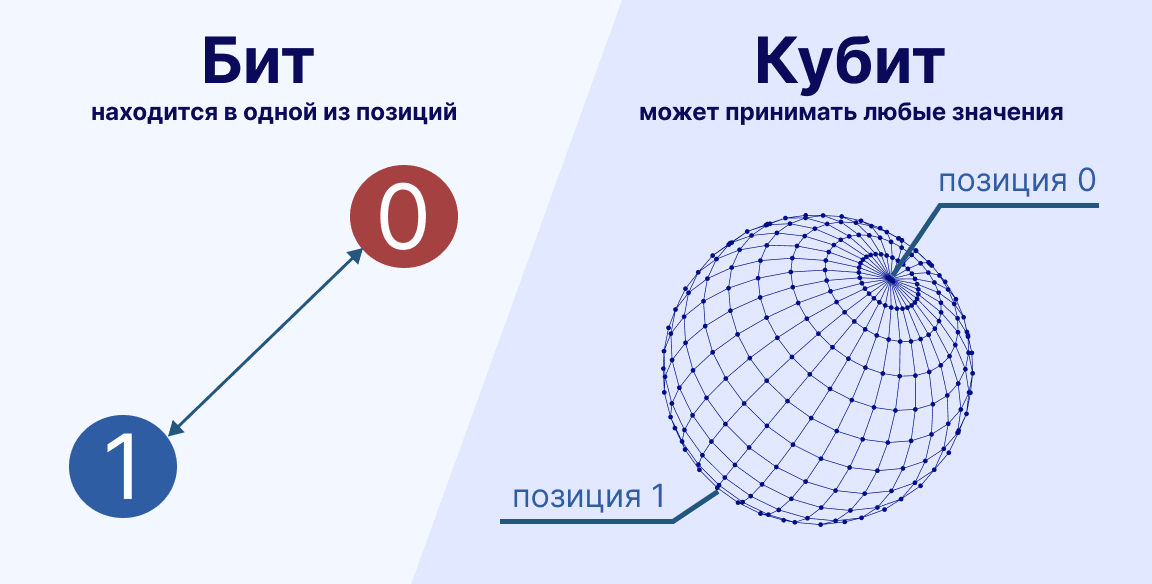 Бит
находится в одной из позиций
0
1
Кубит
может принимать любые значения
позиция 0
позиция 1